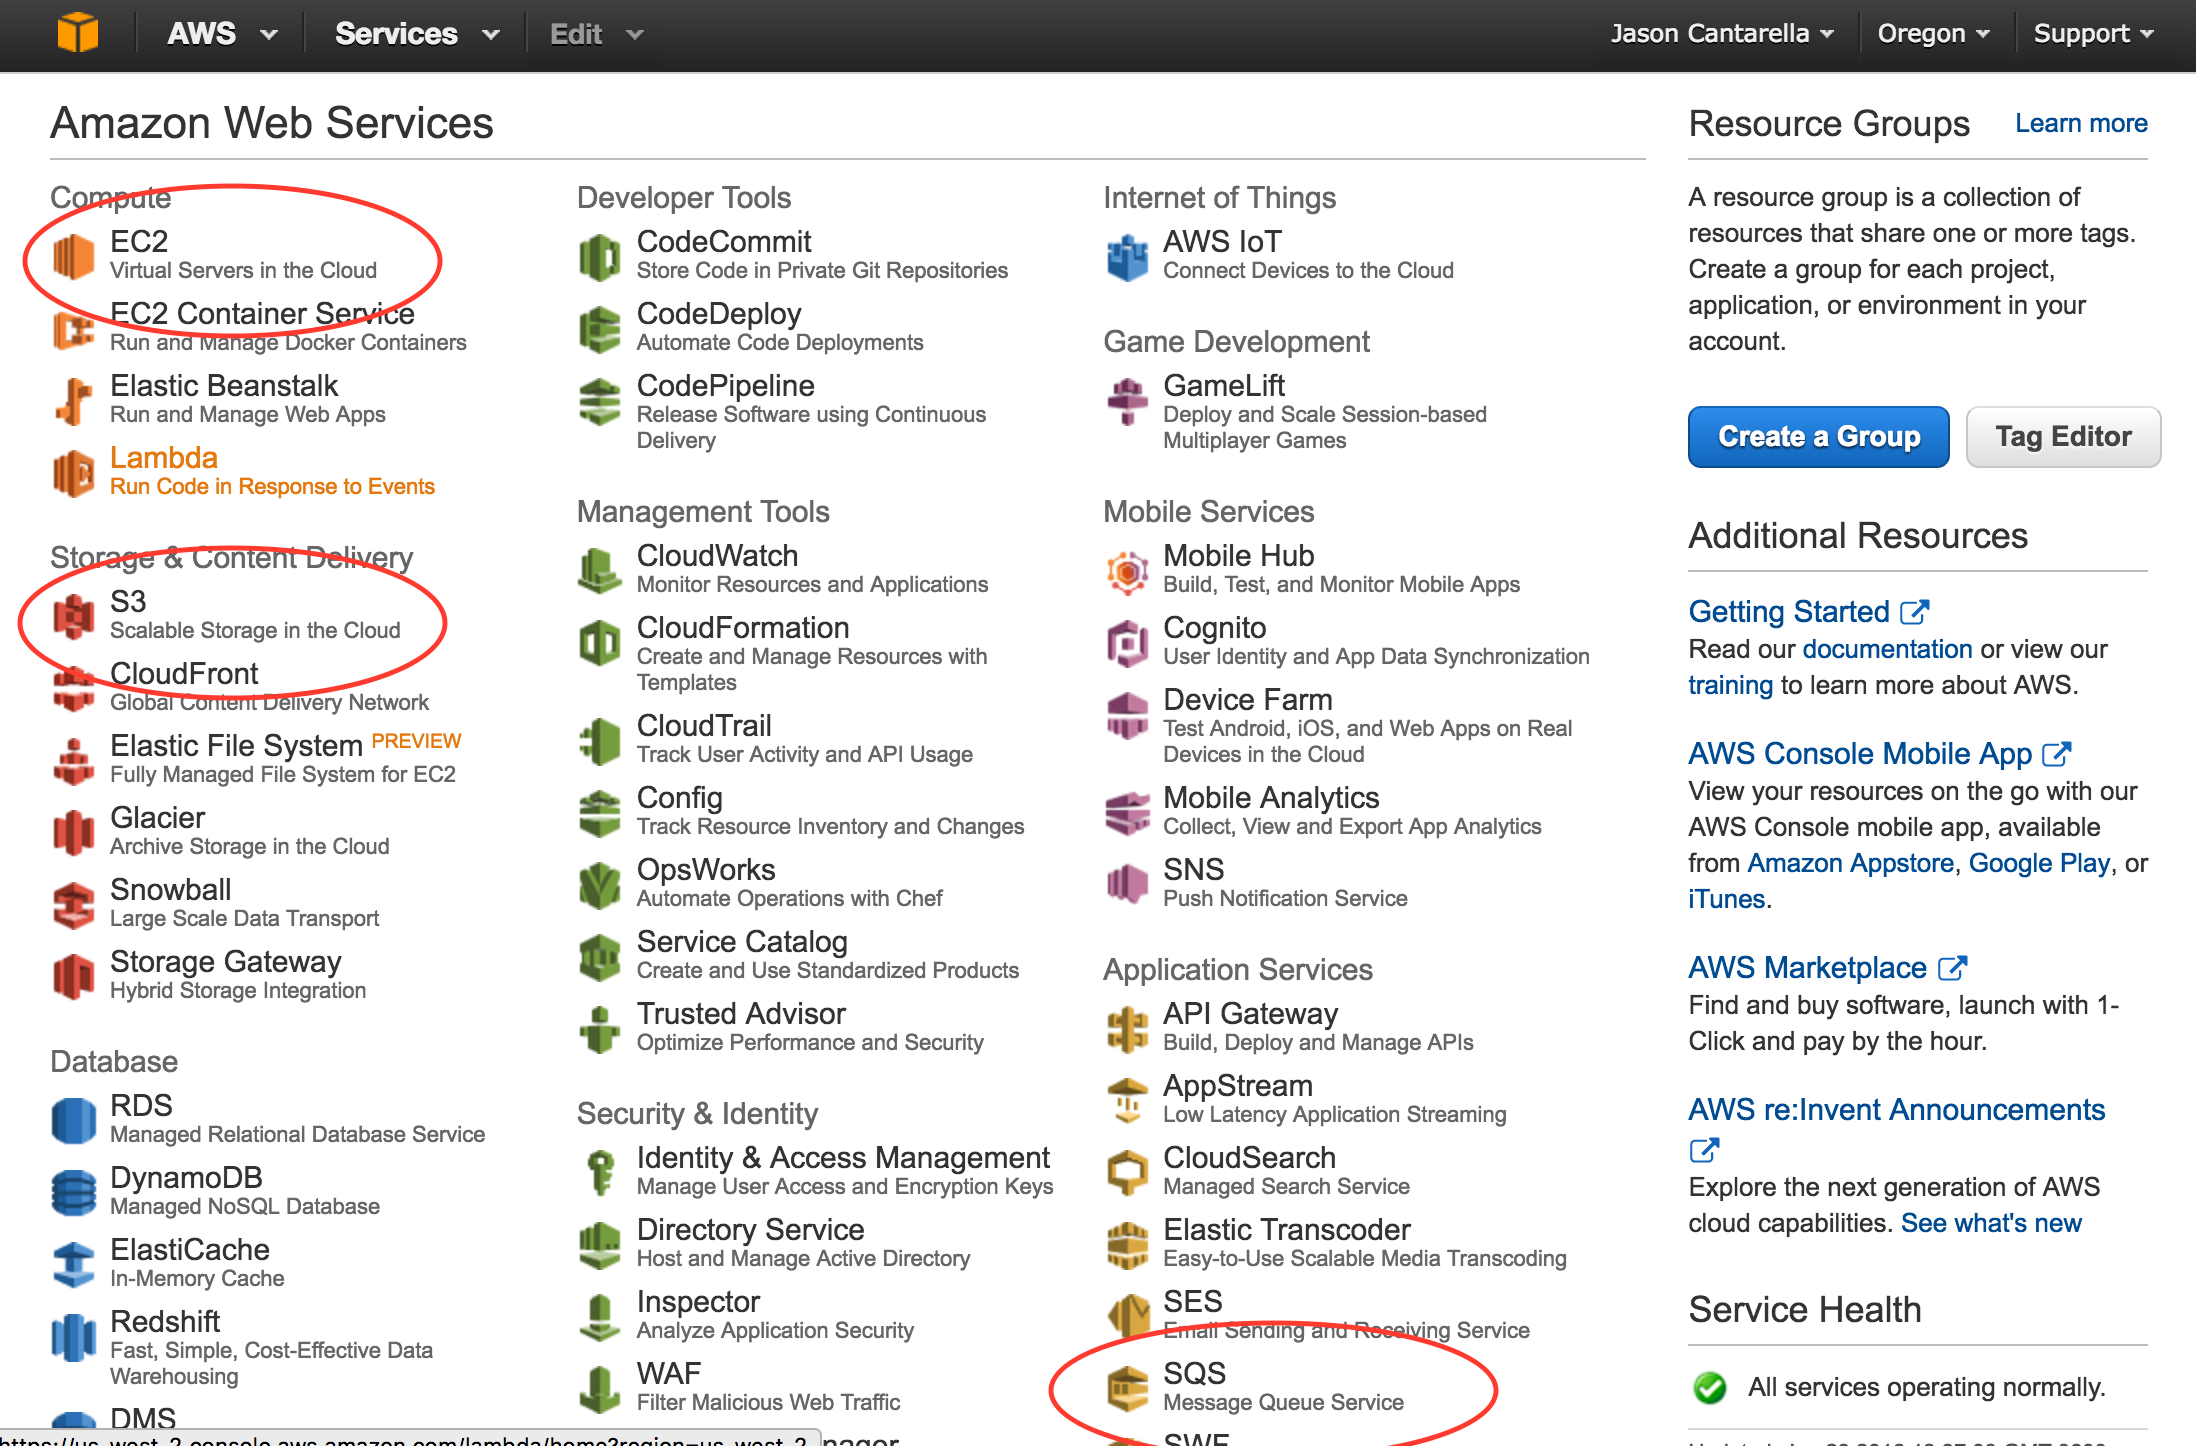 AWS Services Edit Jason Cantarella Oregon Support
Amazon Web Services
Compute
EC2
Virtual Servers in the Cloud
EC2 Container Service
Run and Manage Docker Containers
Elastic Beanstalk
Run and Manage Web Apps
Lambda
Run Code in Response to Events
Storage & Content Delivery
S3
Scalable Storage in the Cloud
CloudFront
Global Content Delivery Network
Elastic File System PREVIEW
Fully Managed File System for EC2
Glacier
Archive Storage in the Cloud
Snowball
Large Scale Data Transport
Storage Gateway
Hybrid Storage Integration
Database
RDS
Managed Relational Database Service
DynamoDB
Managed NoSQL Database
ElastiCache
In-Memory Cache
Redshift
Fast, Simple, Cost-Effective Data
Warehousing
DMS
https://us-west-2.console.aws.amazon.com/lambda/home?region=us-west-2
Developer Tools
CodeCommit
Store Code in Private Git Repositories
CodeDeploy
Automate Code Deployments
CodePipeline
Release Software using Continuous
Delivery
Management Tools
CloudWatch
Monitor Resources and Applications
CloudFormation
Create and Manage Resources with
Templates
CloudTrail
Track User Activity and API Usage
Config
Track Resource Inventory and Changes
OpsWorks
Automate Operations with Chef
Service Catalog
Create and Use Standardized Products
Trusted Advisor
Optimize Performance and Security
Security & Identity
Identity & Access Management
Manage User Access and Encryption Keys
Directory Service
Host and Manage Active Directory
Inspector
Analyze Application Security
WAF
Filter Malicious Web Traffic
Internet of Things
AWS IoT
Connect Devices to the Cloud
Game Development
GameLift
Deploy and Scale Session-based
Multiplayer Games
Mobile Services
Mobile Hub
Build, Test, and Monitor Mobile Apps
Cognito
User Identity and App Data Synchronization
Device Farm
Test Android, iOS, and Web Apps on Real
Devices in the Cloud
Mobile Analytics
Collect, View and Export App Analytics
SNS
Push Notification Service
Application Services
API Gateway
Build, Deploy and Manage APIs
AppStream
Low Latency Application Streaming
CloudSearch
Managed Search Service
Elastic Transcoder
Easy-to-Use Scalable Media Transcoding
SES
Email Sending and Receiving Service
SQS
Message Queue Service
SWF
Resource Groups Learn more
A resource group is a collection of
resources that share one or more tags.
Create a group for each project,
application, or environment in your
account.
Create a Group Tag Editor
Additional Resources
Getting Started
Read our documentation or view our
training to learn more about AWS.
AWS Console Mobile App
View your resources on the go with our
AWS Console mobile app, available
from Amazon Appstore, Google Play, or
iTunes.
AWS Marketplace
Find and buy software, launch with 1-
Click and pay by the hour.
AWS re:Invent Announcements
Explore the next generation of AWS
cloud capabilities. See what's new
Service Health
All services operating normally.